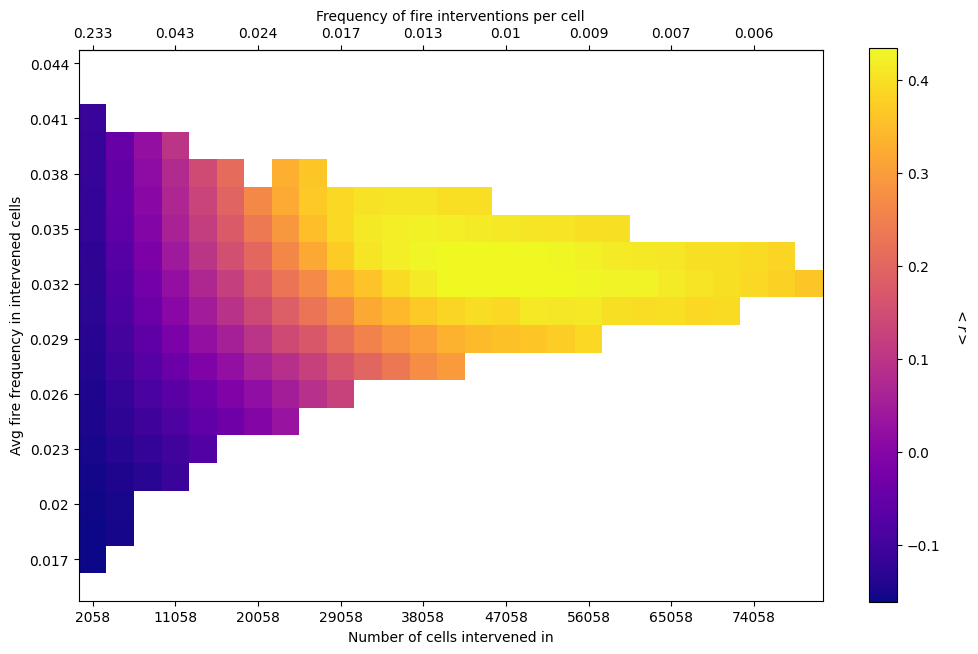 Frequency of fire interventions per cell
0.233 0.043 0.024 0.017 0.013 0.01 0.009 0.007 0.006
Avg fire frequency in intervened cells
0.044
0.041
0.038
0.035
0.032
0.029
0.026
0.023
0.02
0.017
2058 11058 20058 29058 38058 47058 56058 65058 74058
Number of cells intervened in
0.4
0.3
0.2
0.1
0.0
−0.1
< r >